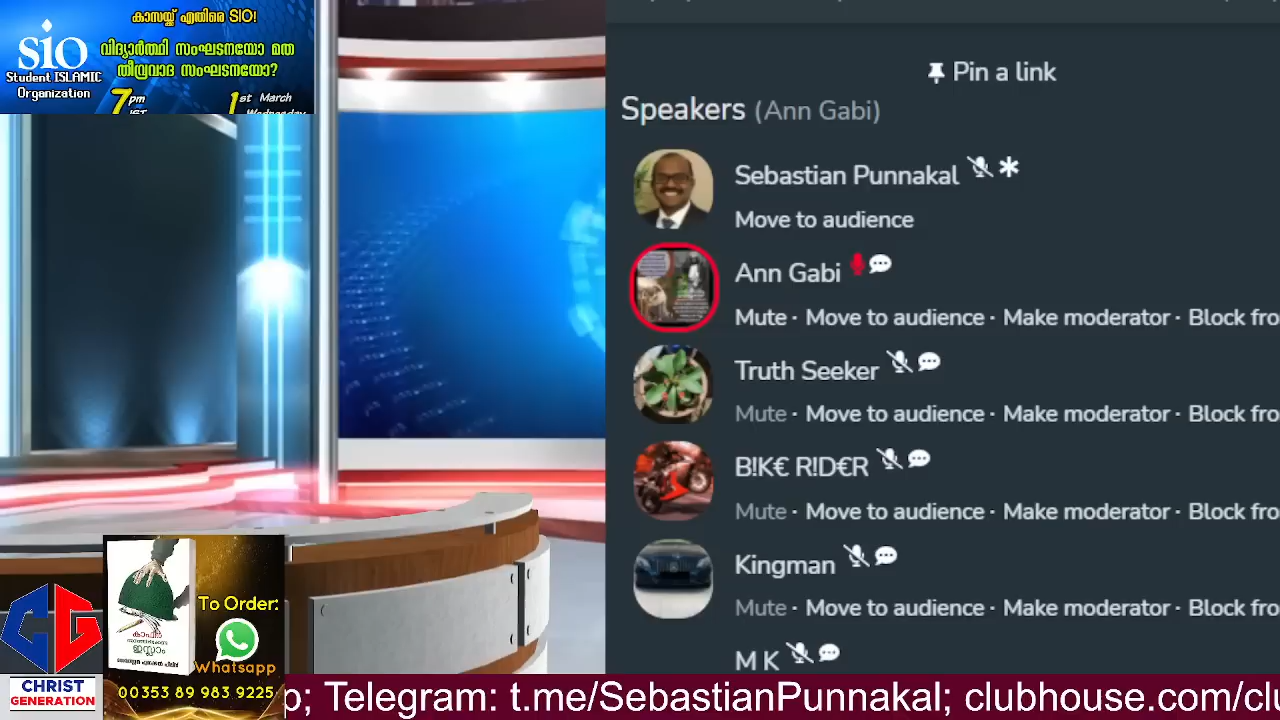 കാസയ്ക്ക് എതിരെ SIO!
sio
വിദ്യാർത്ഥി സംഘടനയോ മത
തീവ്രവാദ സംഘടനയോ?
Student ISLAMIC
Organization
7pm
IST
1st March
Wednesday
Pin a link
Speakers (Ann Gabi)
Sebastian Punnakal
Move to audience
Ann Gabi
Mute · Move to audience · Make moderator · Block fro
Truth Seeker
Mute · Move to audience · Make moderator · Block fro
B!K€ R!D€R
Mute · Move to audience · Make moderator · Block fro
Kingman
Mute · Move to audience · Make moderator · Block fro
M K
CG
CHRIST
GENERATION
കാഫിർ
ഇസ്ലാം
To Order:
Whatsapp
00353 89 983 9225
p; Telegram: t.me/SebastianPunnakal; clubhouse.com/clu